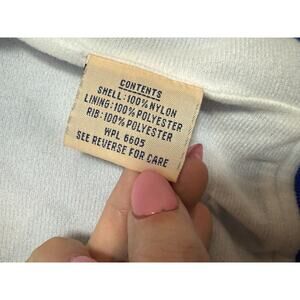 CONTENTS
SHELL: 100% NYLON
LINING: 100% POLYESTER
RIB: 100% POLYESTER
WPL 6605
SEE REVERSE FOR CARE